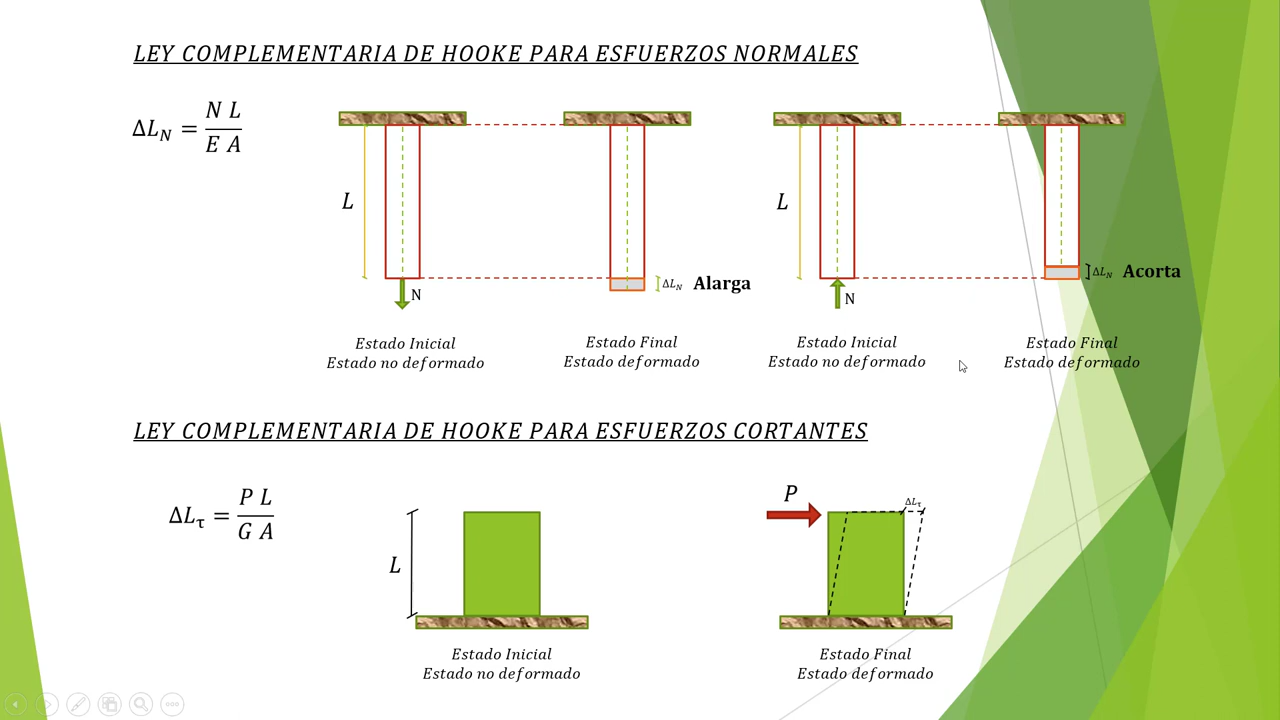 LEY COMPLEMENTARIA DE HOOKE PARA ESFUERZOS NORMALES
ΔL_N = N L / E A
L
N
ΔL_N Alarga
L
N
ΔL_N Acorta
Estado Inicial
Estado no deformado
Estado Final
Estado deformado
Estado Inicial
Estado no deformado
Estado Final
Estado deformado
LEY COMPLEMENTARIA DE HOOKE PARA ESFUERZOS CORTANTES
ΔL_τ = P L / G A
L
P
ΔL_τ
Estado Inicial
Estado no deformado
Estado Final
Estado deformado